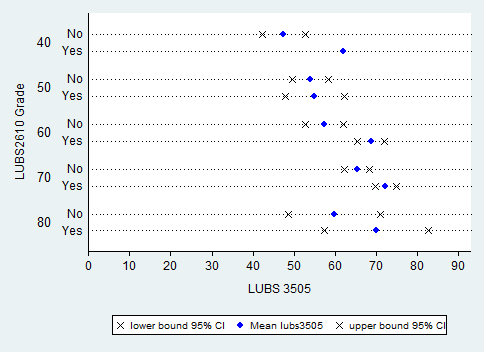 No
40
Yes
No
50
Yes
No
60
Yes
No
70
Yes
No
80
Yes
LUBS2610 Grade
0 10 20 30 40 50 60 70 80 90
LUBS 3505
lower bound 95% CI Mean lubs3505 upper bound 95% CI